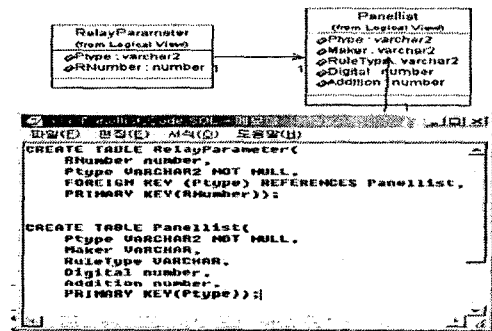 RelayParameter
(from Logical View)
Ptype : varchar2
RNumber : number
1
1
Panellist
(from Logical View)
Ptype : varchar2
Maker : varchar2
RuleType : varchar2
Digital : number
Addition : number
파일(F) 편집(E) 서식(O) 도움말(H)
CREATE TABLE RelayParameter(
RNumber number,
Ptype VARCHAR2 NOT NULL,
FOREIGN KEY (Ptype) REFERENCES Panellist,
PRIMARY KEY(RNumber));
CREATE TABLE Panellist(
Ptype VARCHAR2 NOT NULL,
Maker VARCHAR,
RuleType VARCHAR,
Digital number,
Addition number,
PRIMARY KEY(Ptype));